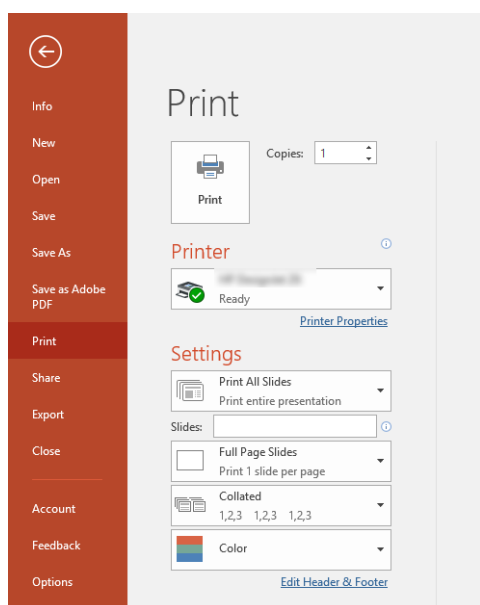 Info
New
Open
Save
Save As
Save as Adobe
PDF
Print
Share
Export
Close
Account
Feedback
Options
Print
Copies: 1
Print
Printer
Ready
Printer Properties
Settings
Print All Slides
Print entire presentation
Slides:
Full Page Slides
Print 1 slide per page
Collated
1,2,3 1,2,3 1,2,3
Color
Edit Header & Footer